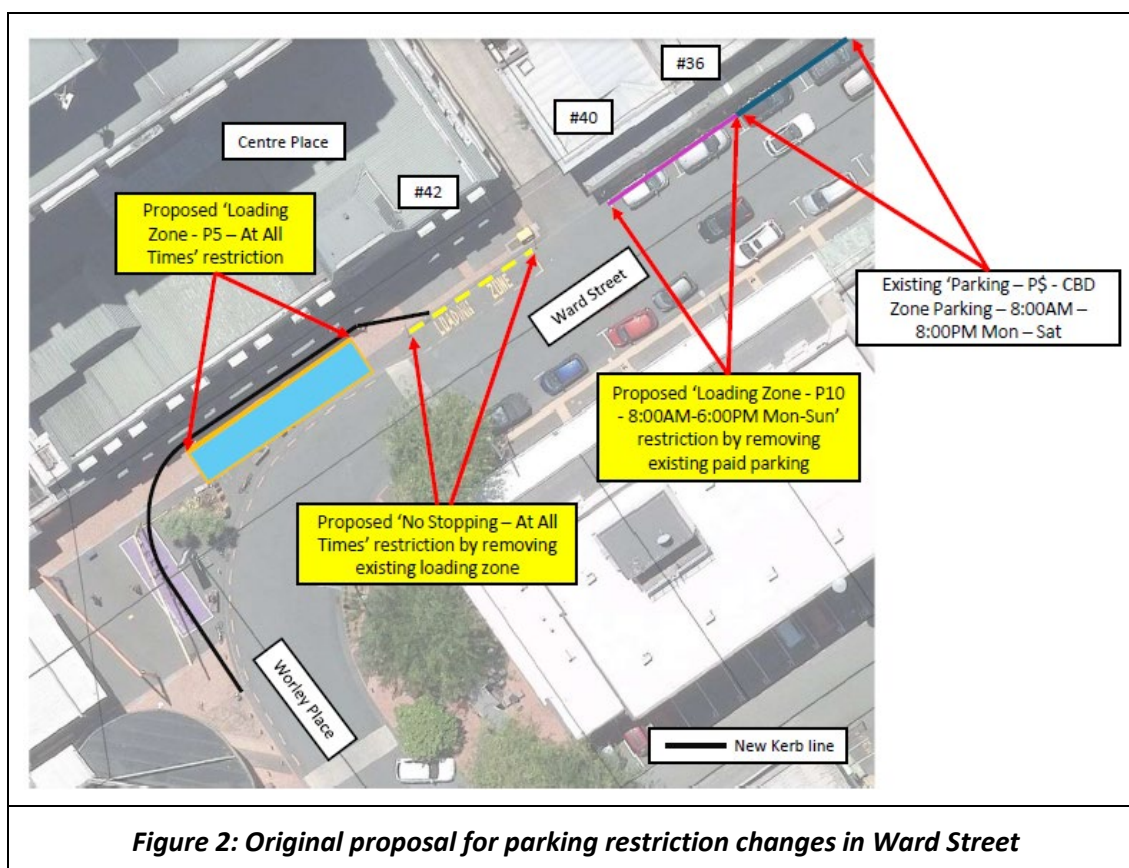 #36
#40
Centre Place
#42
Proposed ‘Loading
Zone - P5 – At All
Times’ restriction
LOADING
ZONE
Ward Street
Existing ‘Parking – P$ - CBD
Zone Parking – 8:00AM –
8:00PM Mon – Sat
Proposed ‘Loading Zone - P10
- 8:00AM-6:00PM Mon-Sun’
restriction by removing
existing paid parking
Proposed ‘No Stopping – At All
Times’ restriction by removing
existing loading zone
Worley Place
New Kerb line
Figure 2: Original proposal for parking restriction changes in Ward Street